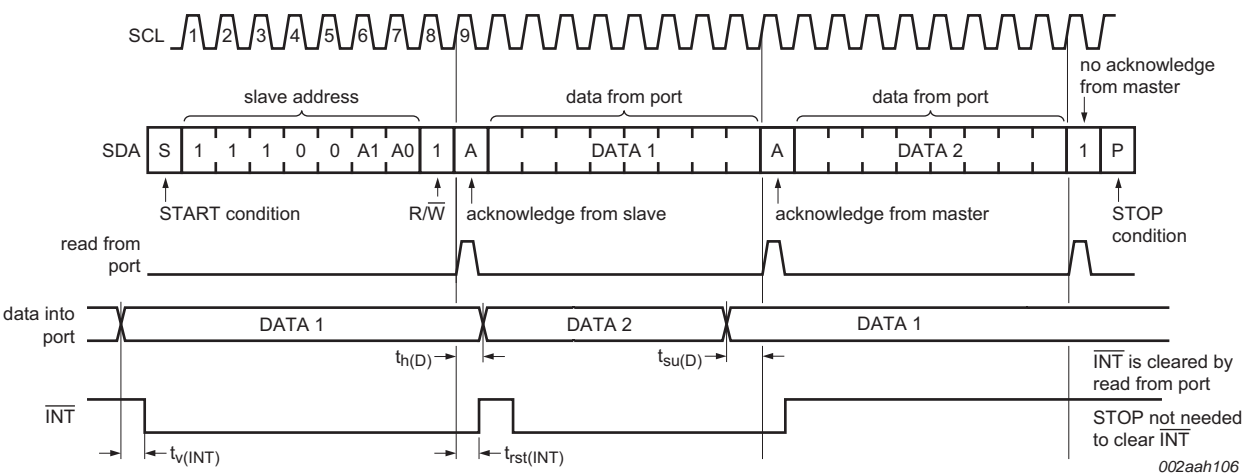 SCL 1 2 3 4 5 6 7 8 9
no acknowledge
from master
slave address data from port data from port
SDA S 1 1 1 0 0 A1 A0 1 A DATA 1 A DATA 2 1 P
START condition R/W acknowledge from slave acknowledge from master STOP
condition
read from
port
data into
port
DATA 1 DATA 2 DATA 1
th(D) tsu(D)
INT is cleared by
read from port
INT
STOP not needed
to clear INT
tv(INT) trst(INT)
002aah106